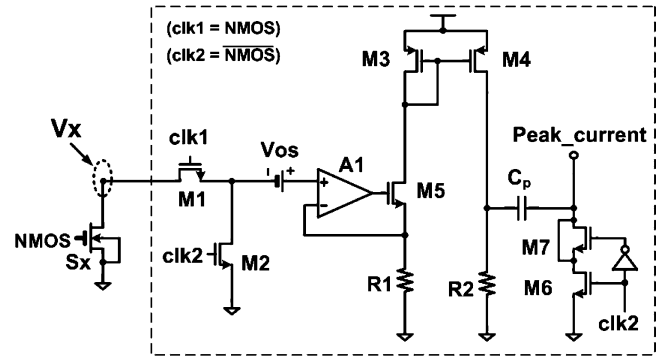 (clk1 = NMOS)
(clk2 = NMOS)
M3
M4
Vx
clk1
Vos
A1
Peak_current
- +
+
−
M1
M5
Cp
NMOS
Sx
clk2
M2
M7
R1
R2
M6
clk2